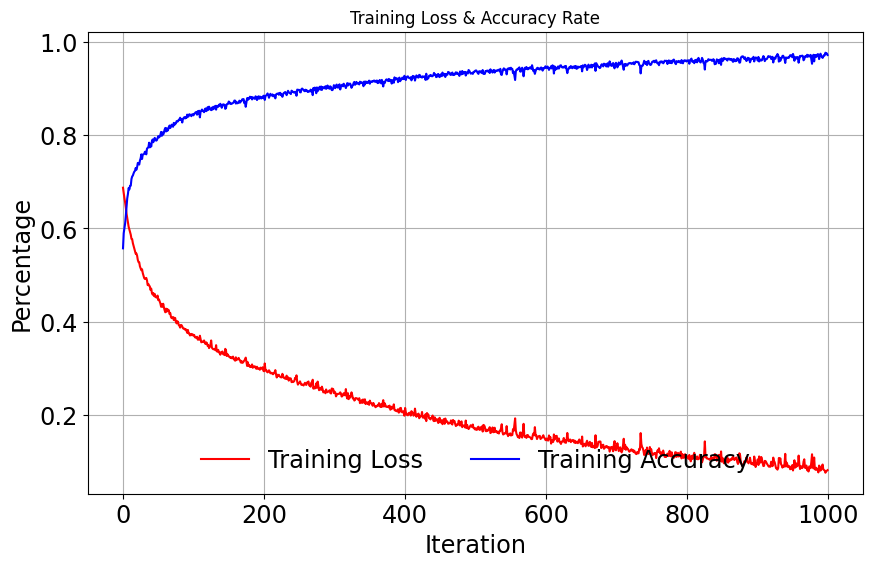 Training Loss & Accuracy Rate
1.0
0.8
0.6
0.4
0.2
Percentage
Training Loss
Training Accuracy
0 200 400 600 800 1000
Iteration